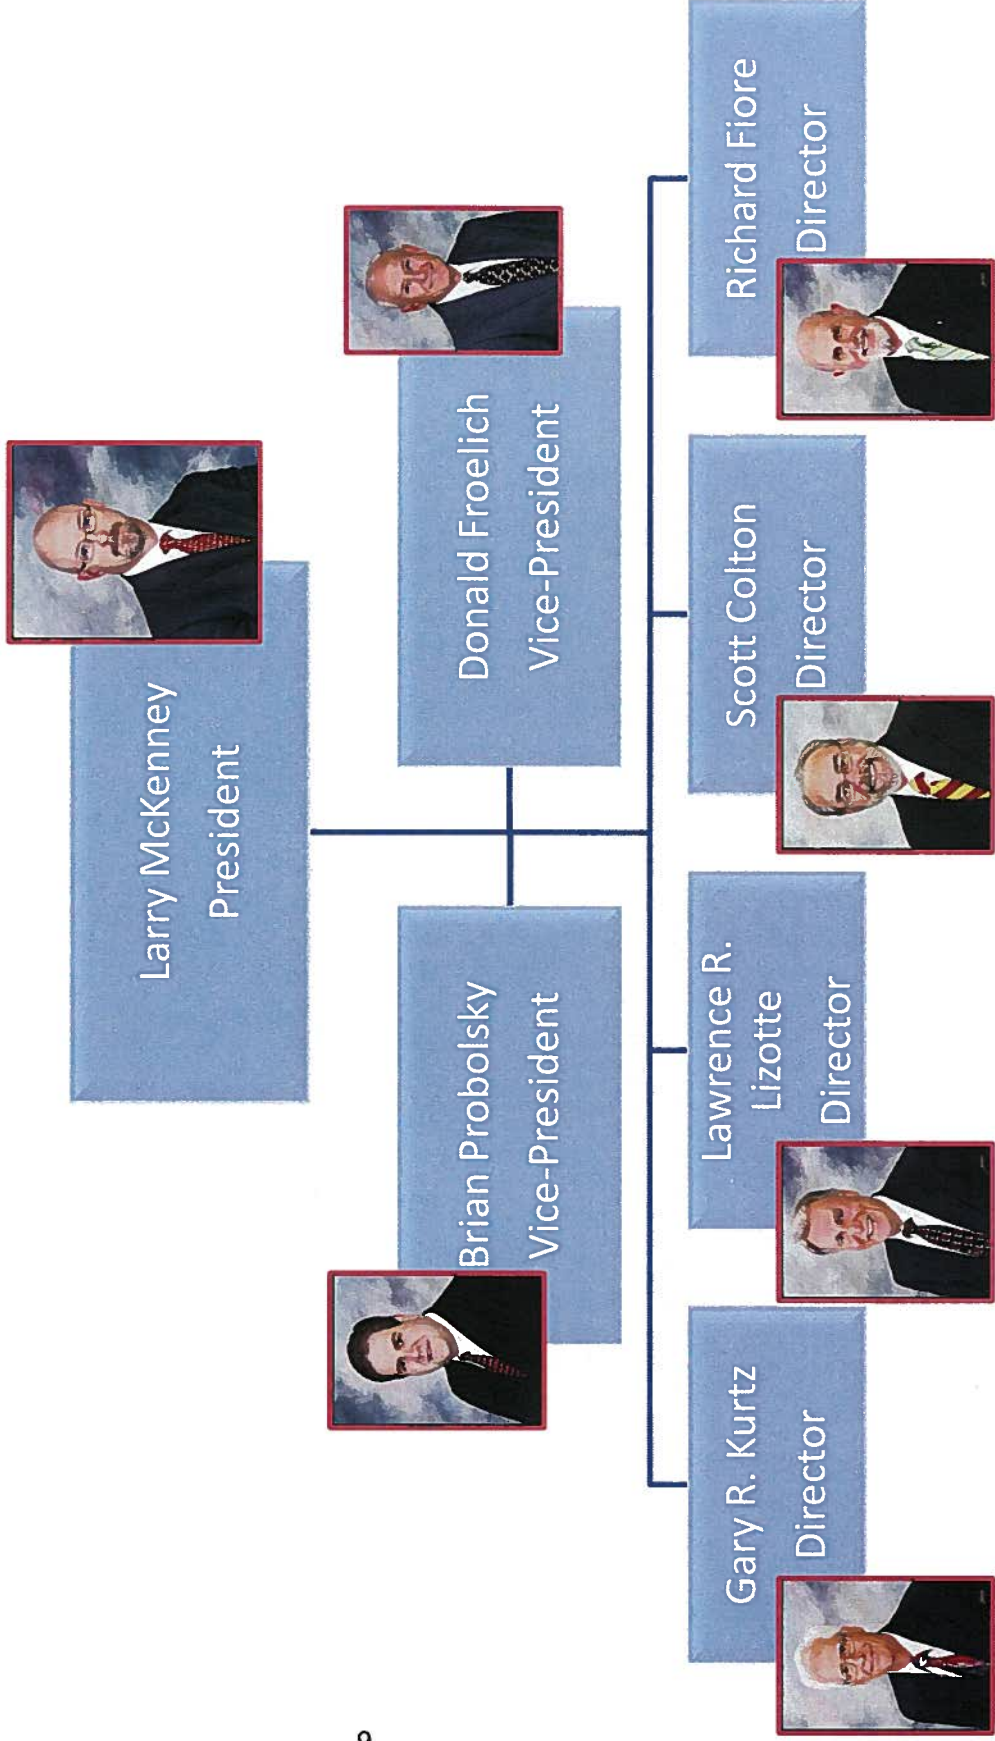 Larry McKenney
President
Brian Probolsky
Vice-President
Donald Froelich
Vice-President
Gary R. Kurtz
Director
Lawrence R.
Lizotte
Director
Scott Colton
Director
Richard Fiore
Director